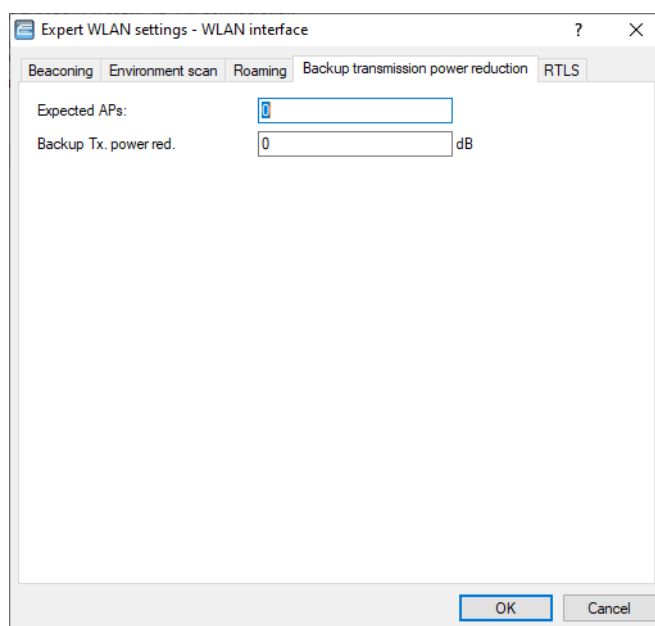 Expert WLAN settings - WLAN interface ?
Beaconing Environment scan Roaming Backup transmission power reduction RTLS
Expected APs: 0
Backup Tx. power red. 0 dB
OK Cancel